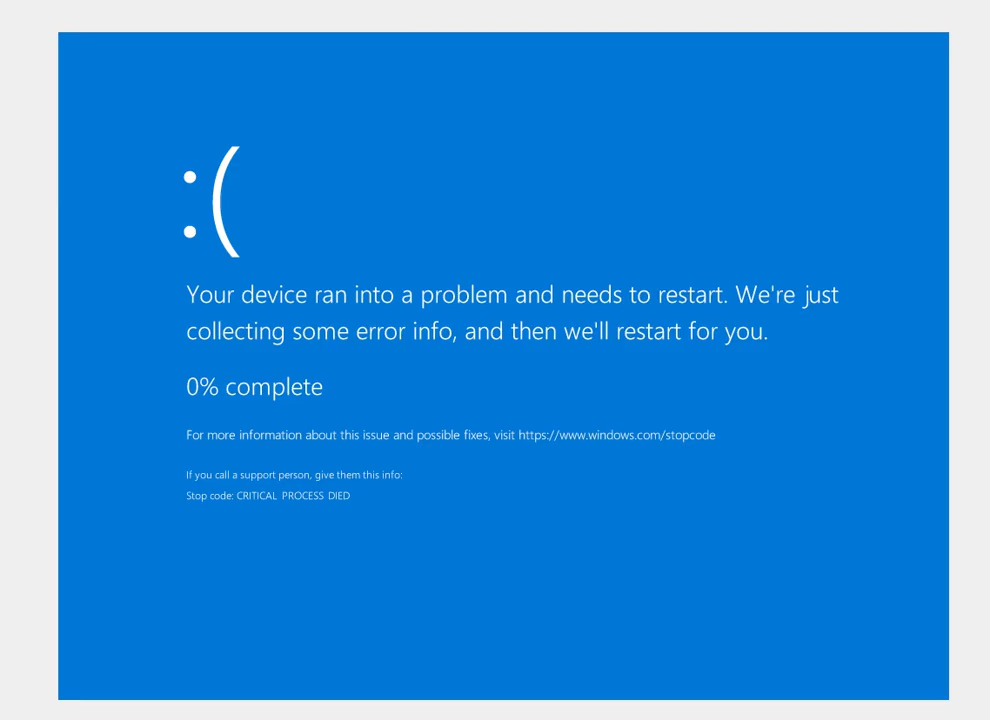 :(
Your device ran into a problem and needs to restart. We're just
collecting some error info, and then we'll restart for you.
0% complete
For more information about this issue and possible fixes, visit https://www.windows.com/stopcode
If you call a support person, give them this info:
Stop code: CRITICAL PROCESS DIED